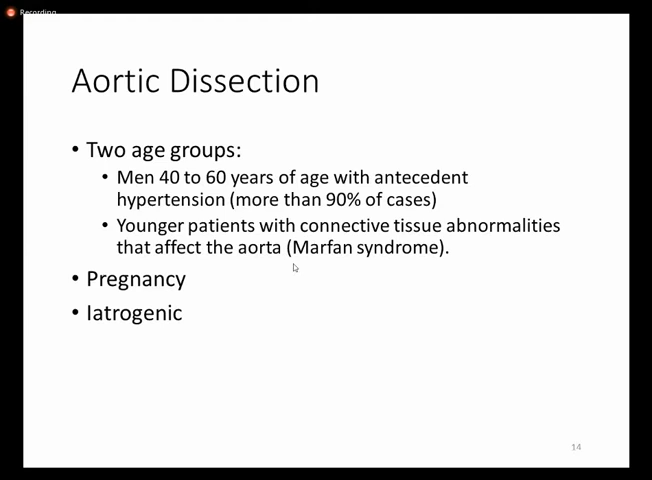 Recording
Aortic Dissection
• Two age groups:
• Men 40 to 60 years of age with antecedent
hypertension (more than 90% of cases)
• Younger patients with connective tissue abnormalities
that affect the aorta (Marfan syndrome).
• Pregnancy
• Iatrogenic
14